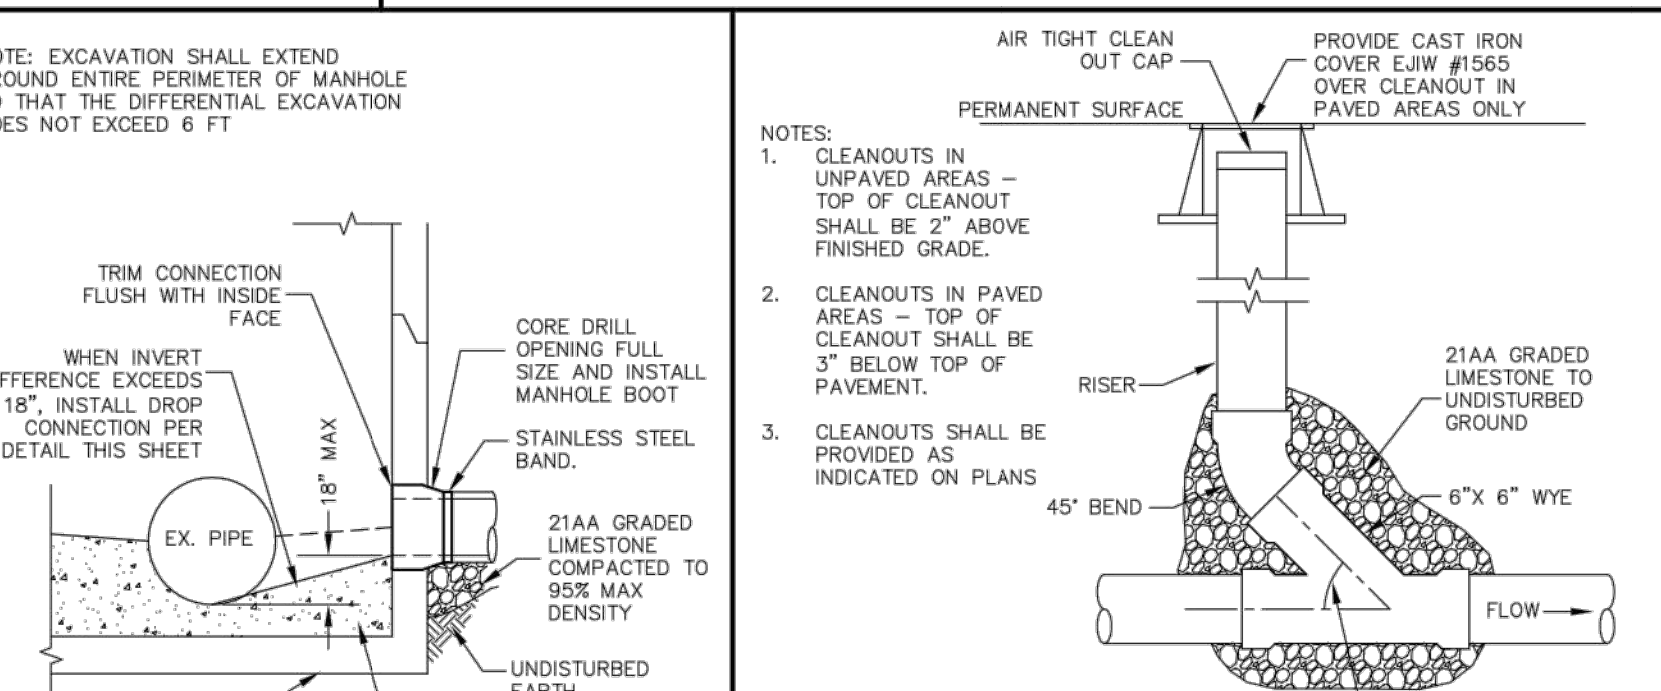 OTE: EXCAVATION SHALL EXTEND
ROUND ENTIRE PERIMETER OF MANHOLE
THAT THE DIFFERENTIAL EXCAVATION
OES NOT EXCEED 6 FT
TRIM CONNECTION
FLUSH WITH INSIDE
FACE
WHEN INVERT
IFFERENCE EXCEEDS
18", INSTALL DROP
CONNECTION PER
DETAIL THIS SHEET
EX. PIPE
18" MAX
CORE DRILL
OPENING FULL
SIZE AND INSTALL
MANHOLE BOOT
STAINLESS STEEL
BAND.
21AA GRADED
LIMESTONE
COMPACTED TO
95% MAX
DENSITY
UNDISTURBED
EARTH
AIR TIGHT CLEAN
OUT CAP
PROVIDE CAST IRON
COVER EJIW #1565
OVER CLEANOUT IN
PAVED AREAS ONLY
PERMANENT SURFACE
NOTES:
1. CLEANOUTS IN
UNPAVED AREAS –
TOP OF CLEANOUT
SHALL BE 2" ABOVE
FINISHED GRADE.
2. CLEANOUTS IN PAVED
AREAS – TOP OF
CLEANOUT SHALL BE
3" BELOW TOP OF
PAVEMENT.
3. CLEANOUTS SHALL BE
PROVIDED AS
INDICATED ON PLANS
RISER
45° BEND
21AA GRADED
LIMESTONE TO
UNDISTURBED
GROUND
6"X 6" WYE
FLOW